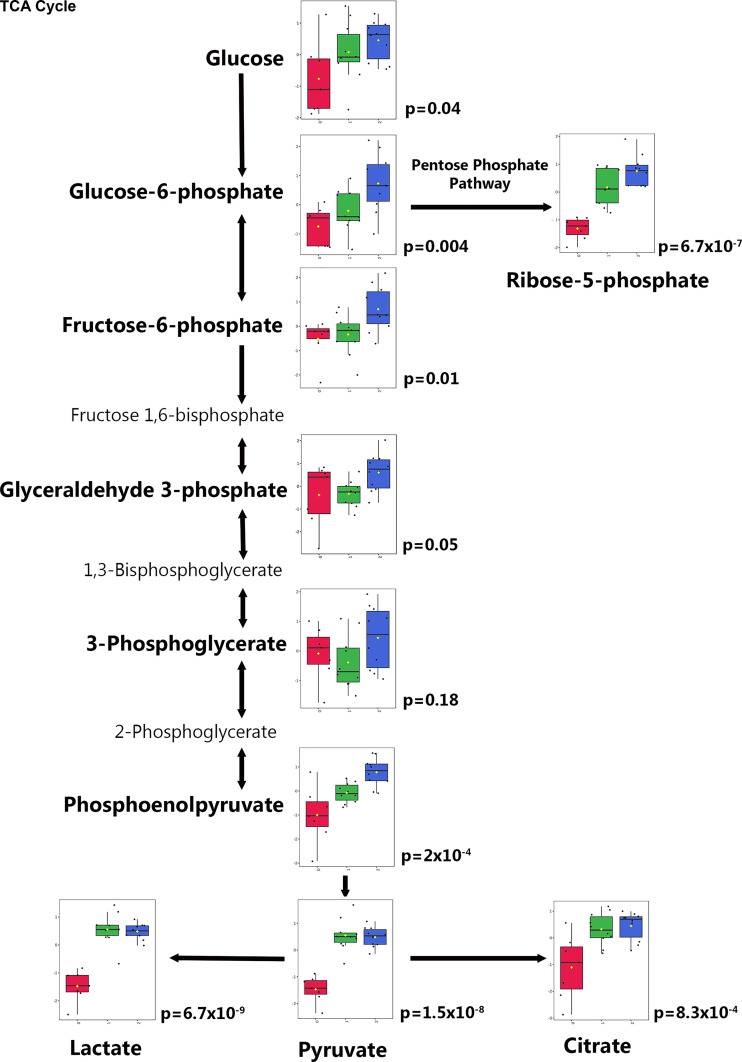 TCA Cycle
Glucose
p=0.04
Glucose-6-phosphate
p=0.004
Pentose Phosphate
Pathway
p=6.7x10-7
Ribose-5-phosphate
Fructose-6-phosphate
p=0.01
Fructose 1,6-bisphosphate
Glyceraldehyde 3-phosphate
p=0.05
1,3-Bisphosphoglycerate
3-Phosphoglycerate
p=0.18
2-Phosphoglycerate
Phosphoenolpyruvate
p=2x10-4
p=6.7x10-9
p=1.5x10-8
p=8.3x10-4
Lactate
Pyruvate
Citrate